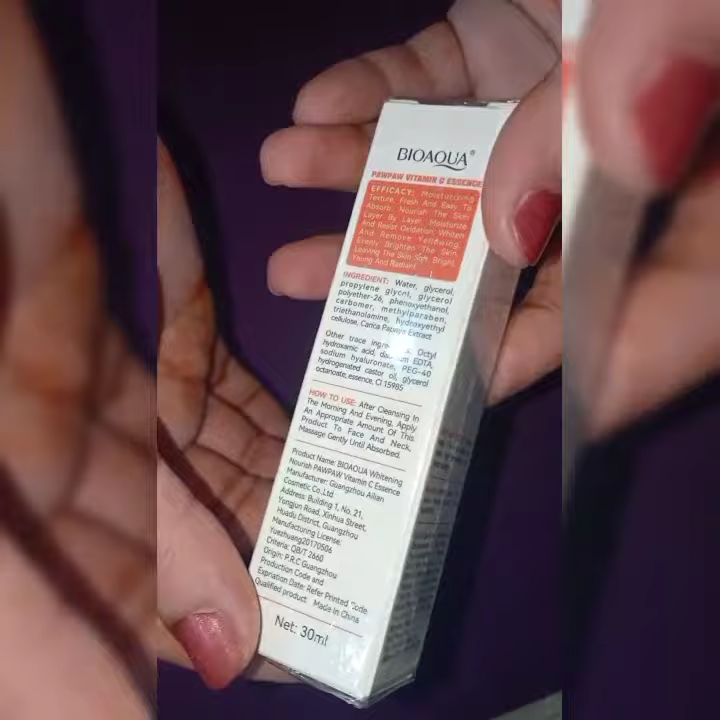 BIOAQUA®
PAWPAW VITAMIN C ESSENCE
EFFICACY: Moisturizing
Texture, Fresh And Easy To
Absorb. Nourish The Skin
Layer By Layer, Moisturize
And Resist Oxidation, Whiten
And Remove Yellowing,
Evenly Brighten The Skin,
Leaving The Skin Soft, Bright,
Young And Radiant.
INGREDIENT: Water, glycerol,
propylene glycol, glycerol
polyether-26, phenoxyethanol,
carbomer, methylparaben,
triethanolamine, hydroxyethyl
cellulose, Carica Papaya Extract
Other trace Octyl
hydroxamic acid, EDTA,
sodium hyaluronate, PEG-40
hydrogenated castor oil, glycerol
octanoate, essence, CI 15985
HOW TO USE: After Cleansing In
The Morning And Evening, Apply
An Appropriate Amount Of This
Product To Face And Neck,
Massage Gently Until Absorbed.
Product Name: BIOAQUA Whitening
Nourish PAWPAW Vitamin C Essence
Manufacturer: Guangzhou Ailian
Cosmetic Co.,Ltd
Address: Building 1, No. 21,
Yongjun Road, Xinhua Street,
Huadu District, Guangzhou
Manufacturing License:
Yuezhuang20170506
Criteria: QB/T 2660
Origin: P.R.C Guangzhou
Production Code and
Expiration Date: Refer Printed Code
Qualified product Made In China
Net: 30ml